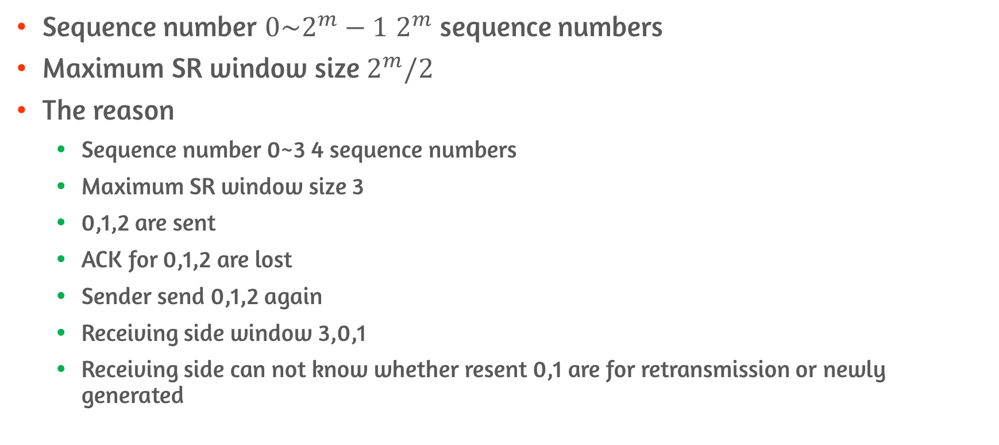 • Sequence number 0~2^m − 1 2^m sequence numbers
• Maximum SR window size 2^m/2
• The reason
• Sequence number 0~3 4 sequence numbers
• Maximum SR window size 3
• 0,1,2 are sent
• ACK for 0,1,2 are lost
• Sender send 0,1,2 again
• Receiving side window 3,0,1
• Receiving side can not know whether resent 0,1 are for retransmission or newly
generated